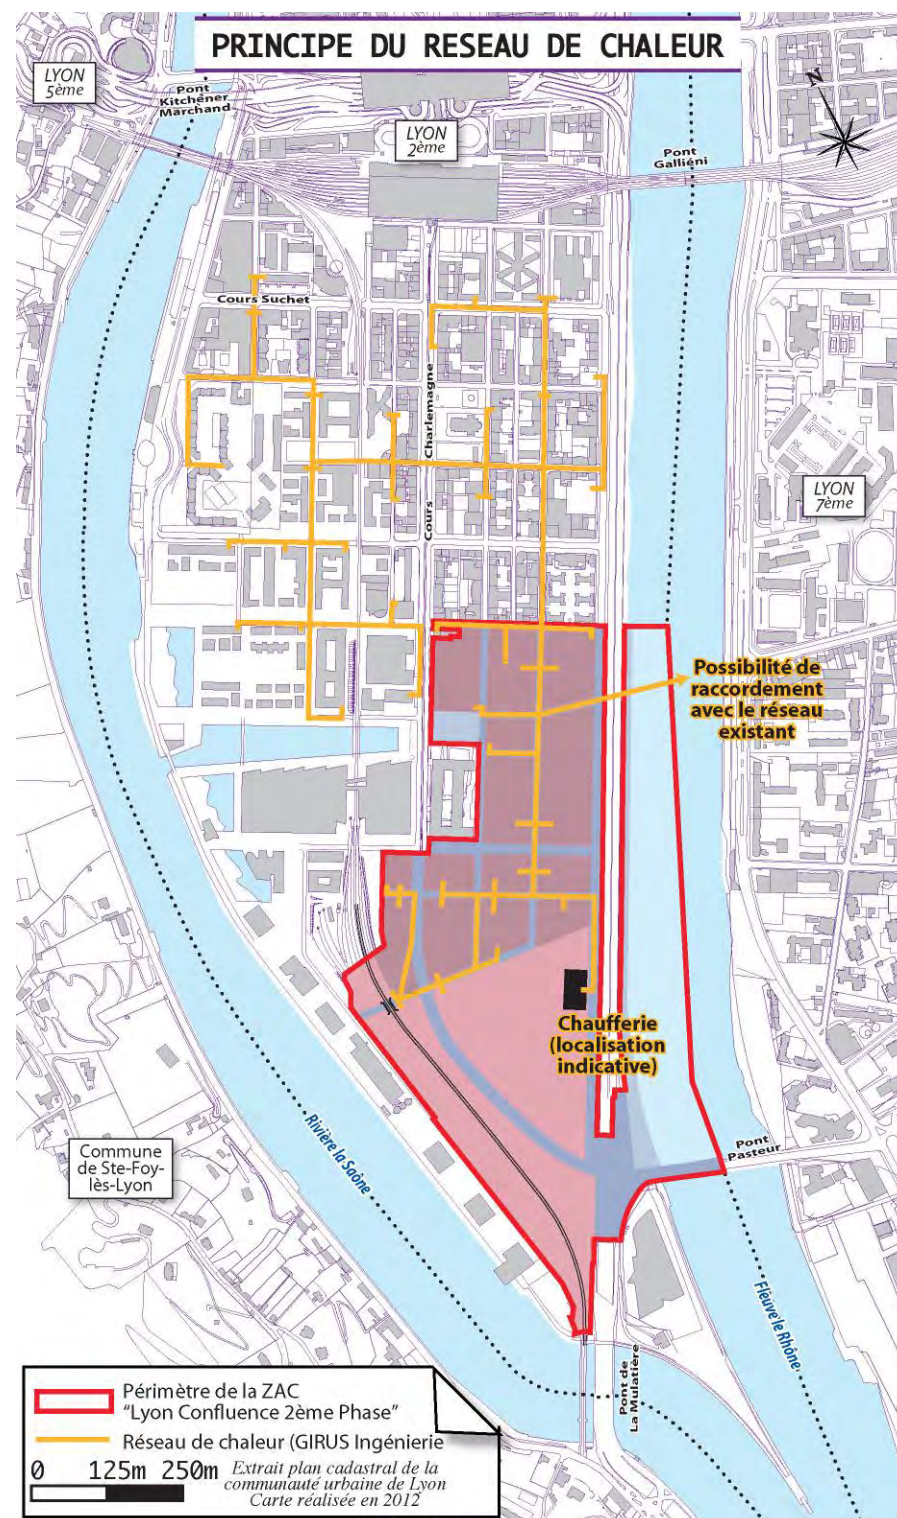 PRINCIPE DU RESEAU DE CHALEUR
LYON
5ème
Pont
Kitchéner
Marchand
LYON
2ème
Pont
Galliéni
N
Cours Suchet
Cours Charlemagne
LYON
7ème
Possibilité de
raccordement
avec le réseau
existant
Chaufferie
(localisation
indicative)
Pont
Pasteur
Commune
de Ste-Foy-
lès-Lyon
Rivière la Saône
Fleuve le Rhône
Pont de
La Mulatière
Périmètre de la ZAC
"Lyon Confluence 2ème Phase"
Réseau de chaleur (GIRUS Ingénierie
0 125m 250m
Extrait plan cadastral de la
communauté urbaine de Lyon
Carte réalisée en 2012